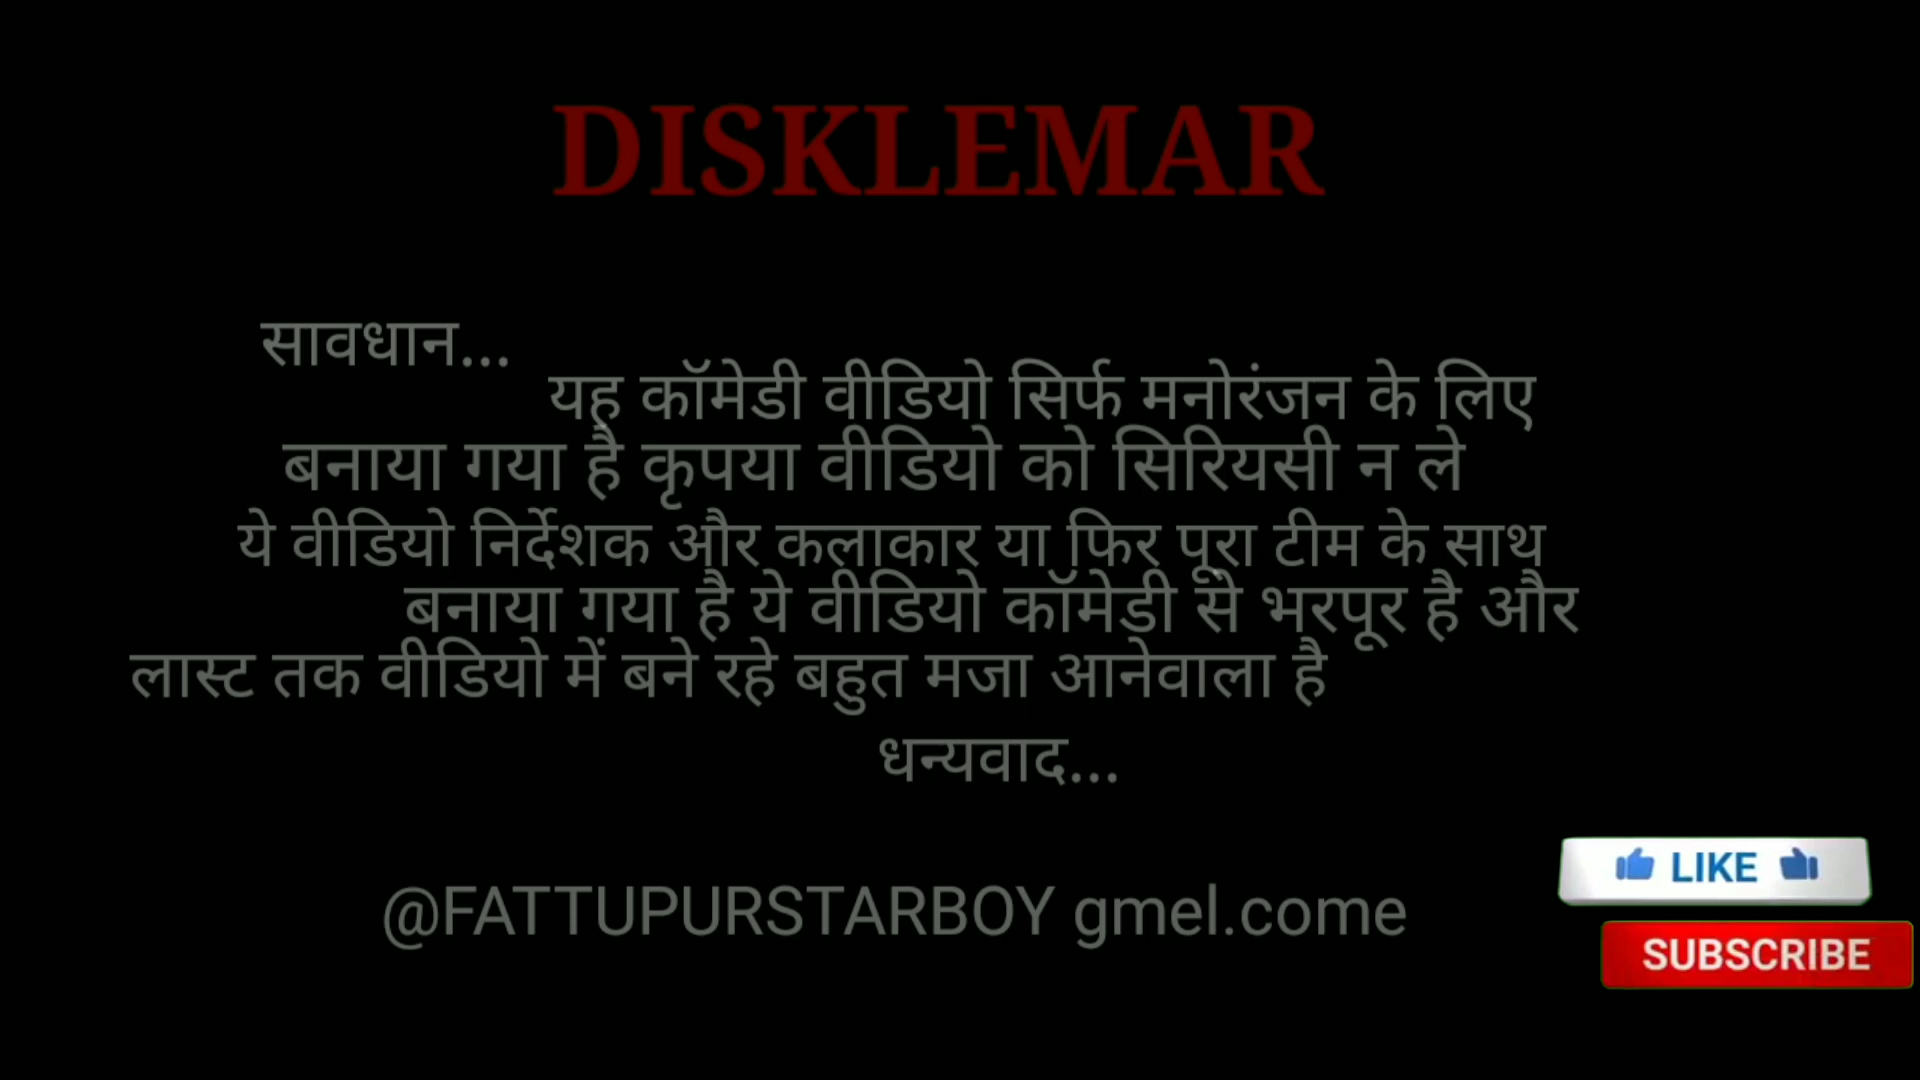 DISKLEMAR
सावधान...
यह कॉमेडी वीडियो सिर्फ मनोरंजन के लिए
बनाया गया है कृपया वीडियो को सिरियसी न ले
ये वीडियो निर्देशक और कलाकार या फिर पूरा टीम के साथ
बनाया गया है ये वीडियो कॉमेडी से भरपूर है और
लास्ट तक वीडियो में बने रहे बहुत मजा आनेवाला है
धन्यवाद...
@FATTUPURSTARBOY gmel.come
LIKE
SUBSCRIBE